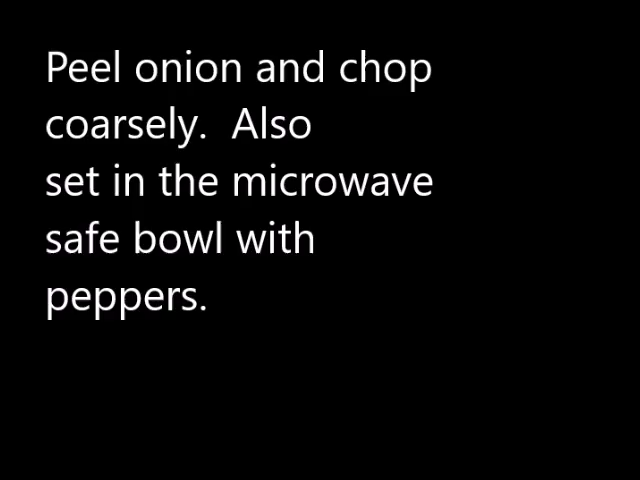 Peel onion and chop
coarsely.  Also
set in the microwave
safe bowl with
peppers.